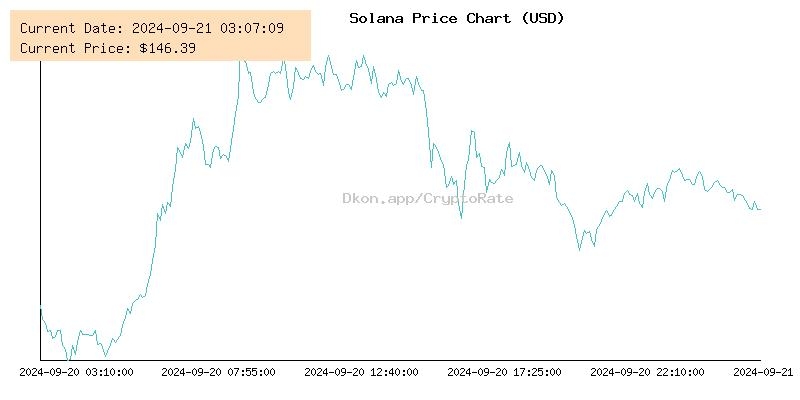 Solana Price Chart (USD)
Current Date: 2024-09-21 03:07:09
Current Price: $146.39
Dkon.app/CryptoRate
2024-09-20 03:10:00 2024-09-20 07:55:00 2024-09-20 12:40:00 2024-09-20 17:25:00 2024-09-20 22:10:00 2024-09-21